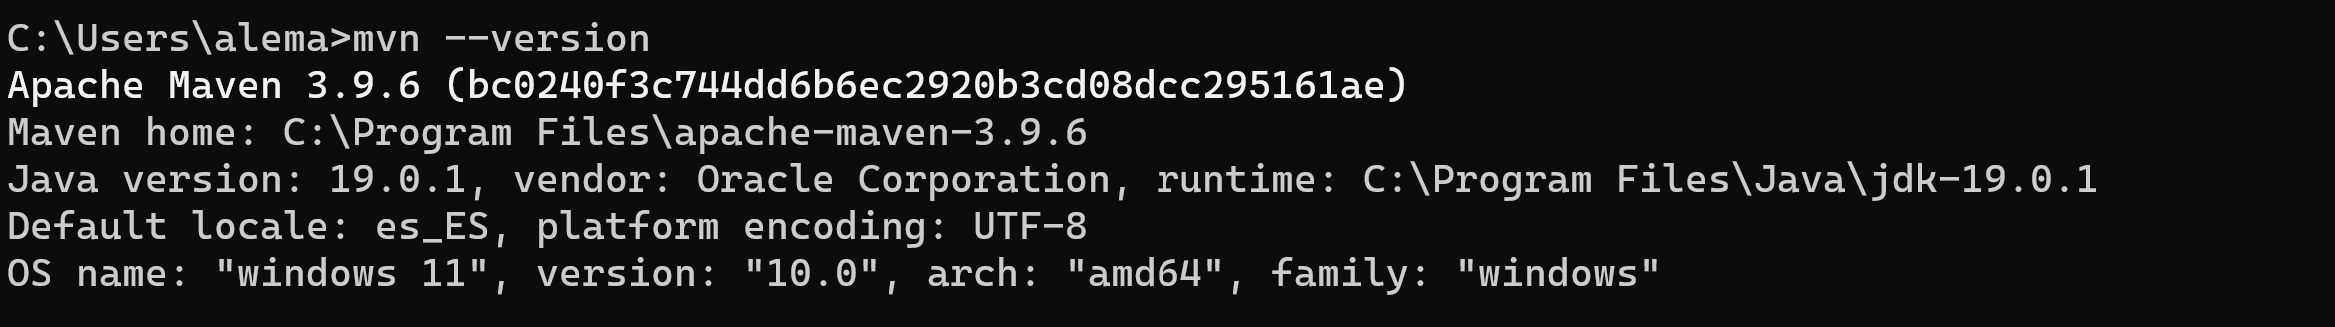 C:\Users\alema>mvn --version
Apache Maven 3.9.6 (bc0240f3c744dd6b6ec2920b3cd08dcc295161ae)
Maven home: C:\Program Files\apache-maven-3.9.6
Java version: 19.0.1, vendor: Oracle Corporation, runtime: C:\Program Files\Java\jdk-19.0.1
Default locale: es_ES, platform encoding: UTF-8
OS name: "windows 11", version: "10.0", arch: "amd64", family: "windows"